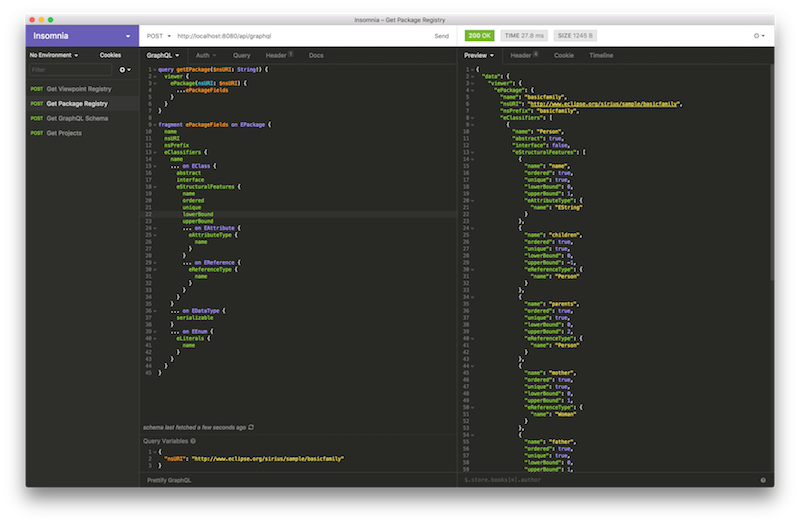 Insomnia – Get Package Registry
Insomnia
POST http://localhost:8080/api/graphql Send
200 OK TIME 27.8 ms SIZE 1245 B
No Environment Cookies
Filter
POST Get Viewpoint Registry
POST Get Package Registry
POST Get GraphQL Schema
POST Get Projects
GraphQL Auth Query Header 1 Docs
1 query getEPackage($nsURI: String!) {
2 viewer {
3 ePackage(nsURI: $nsURI) {
4 ...ePackageFields
5 }
6 }
7 }
8
9 fragment ePackageFields on EPackage {
10 name
11 nsURI
12 nsPrefix
13 eClassifiers {
14 name
15 ... on EClass {
16 abstract
17 interface
18 eStructuralFeatures {
19 name
20 ordered
21 unique
22 lowerBound
23 upperBound
24 ... on EAttribute {
25 eAttributeType {
26 name
27 }
28 }
29 ... on EReference {
30 eReferenceType {
31 name
32 }
33 }
34 }
35 }
36 ... on EDataType {
37 serializable
38 }
39 ... on EEnum {
40 eLiterals {
41 name
42 }
43 }
44 }
45 }
schema last fetched a few seconds ago
Query Variables
1 {
2 "nsURI": "http://www.eclipse.org/sirius/sample/basicfamily"
3 }
Prettify GraphQL
Preview Header 4 Cookie Timeline
1 {
2 "data": {
3 "viewer": {
4 "ePackage": {
5 "name": "basicfamily",
6 "nsURI": "http://www.eclipse.org/sirius/sample/basicfamily",
7 "nsPrefix": "basicfamily",
8 "eClassifiers": [
9 {
10 "name": "Person",
11 "abstract": true,
12 "interface": false,
13 "eStructuralFeatures": [
14 {
15 "name": "name",
16 "ordered": true,
17 "unique": true,
18 "lowerBound": 0,
19 "upperBound": 1,
20 "eAttributeType": {
21 "name": "EString"
22 }
23 },
24 {
25 "name": "children",
26 "ordered": true,
27 "unique": true,
28 "lowerBound": 0,
29 "upperBound": -1,
30 "eReferenceType": {
31 "name": "Person"
32 }
33 },
34 {
35 "name": "parents",
36 "ordered": true,
37 "unique": true,
38 "lowerBound": 0,
39 "upperBound": 2,
40 "eReferenceType": {
41 "name": "Person"
42 }
43 },
44 {
45 "name": "mother",
46 "ordered": true,
47 "unique": true,
48 "lowerBound": 0,
49 "upperBound": 1,
50 "eReferenceType": {
51 "name": "Woman"
52 }
53 },
54 {
55 "name": "father",
56 "ordered": true,
57 "unique": true,
58 "lowerBound": 0,
59 "upperBound": 1,
$.store.books[*].author